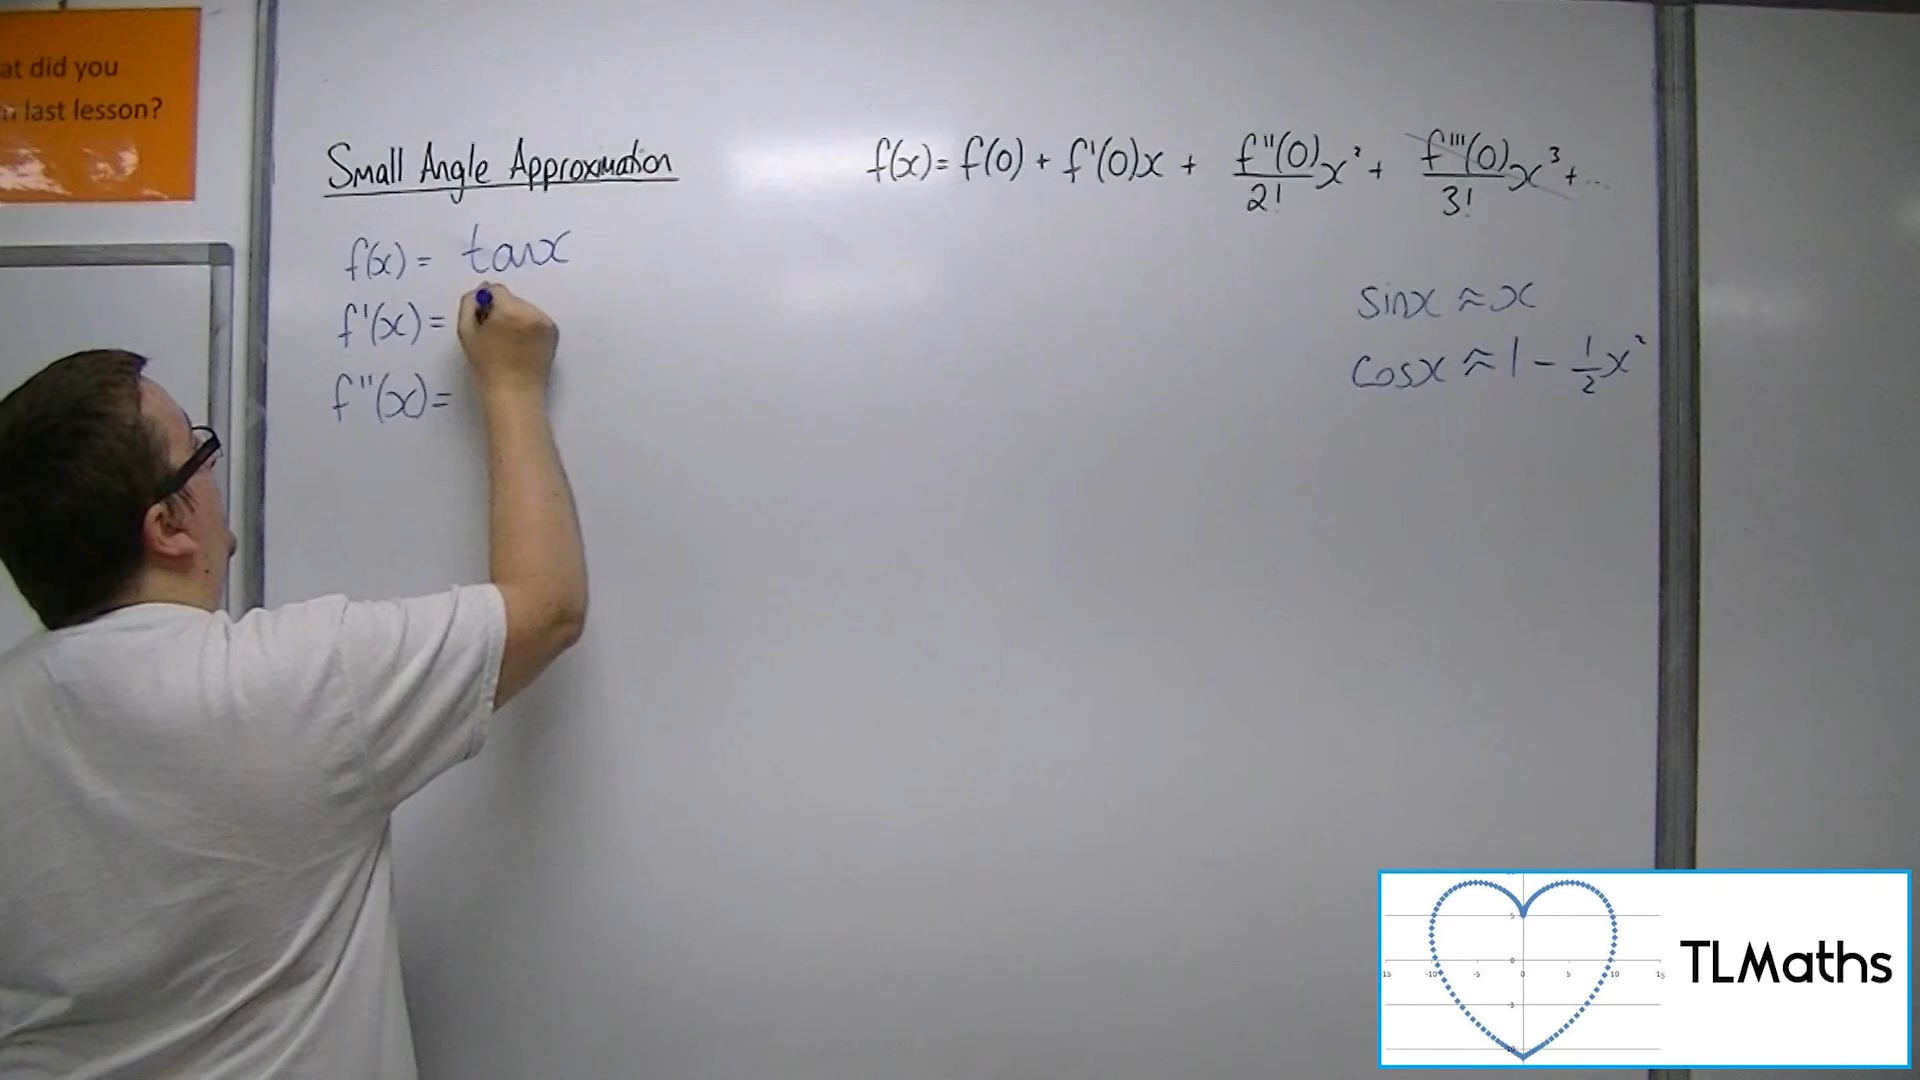 at did you
n last lesson?
Small Angle Approximation
f(x) = f(0) + f'(0)x + f''(0)/2! x² + f'''(0)/3! x³ + ...
f(x) = tanx
f'(x) =
f''(x) =
sinx ≈ x
cosx ≈ 1 - 1/2 x²
TLMaths